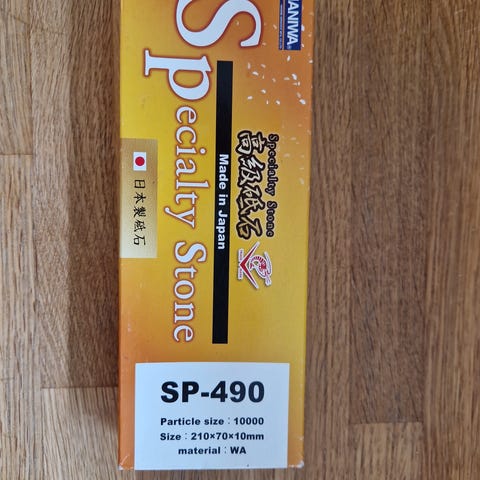 NANIWA
Specialty Stone
Specialty Stone
高級砥石
Made in Japan
日本製砥石
SP-490
Particle size : 10000
Size : 210×70×10mm
material : WA